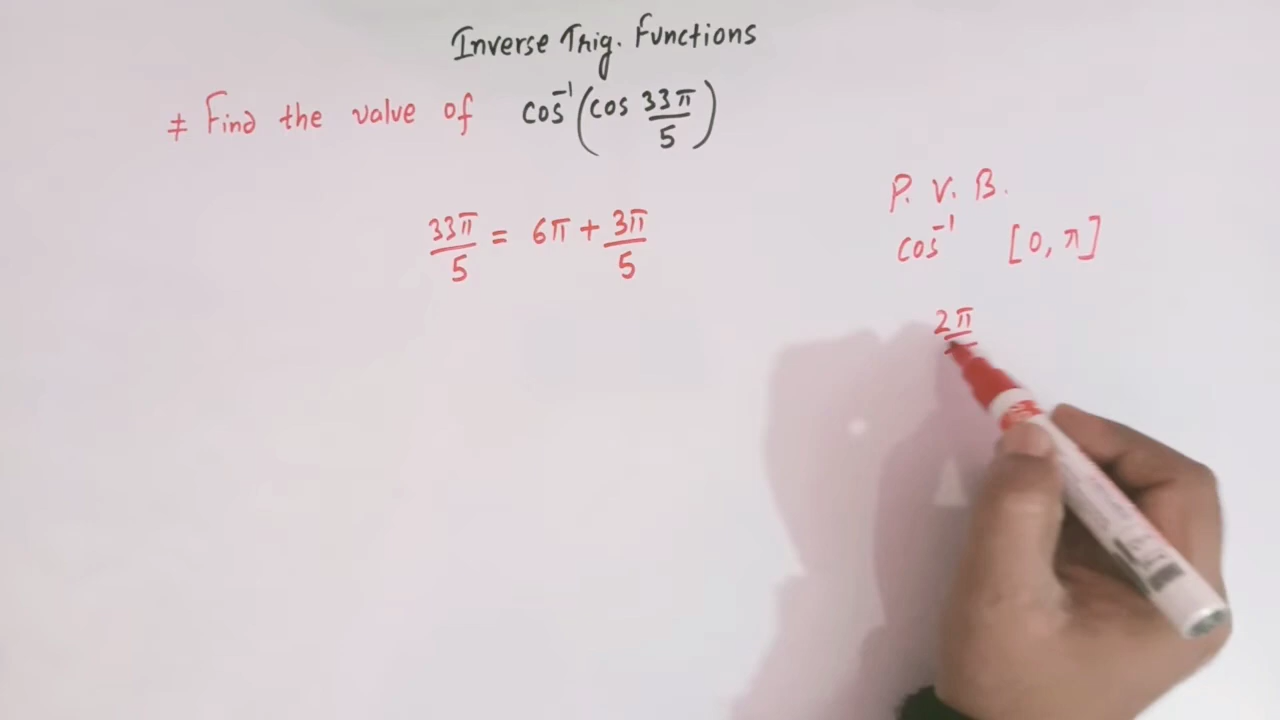 Inverse Trig. Functions
≠ Find the value of cos⁻¹(cos 33π/5)
33π/5 = 6π + 3π/5
P. V. B.
cos⁻¹ [0, π]
2π